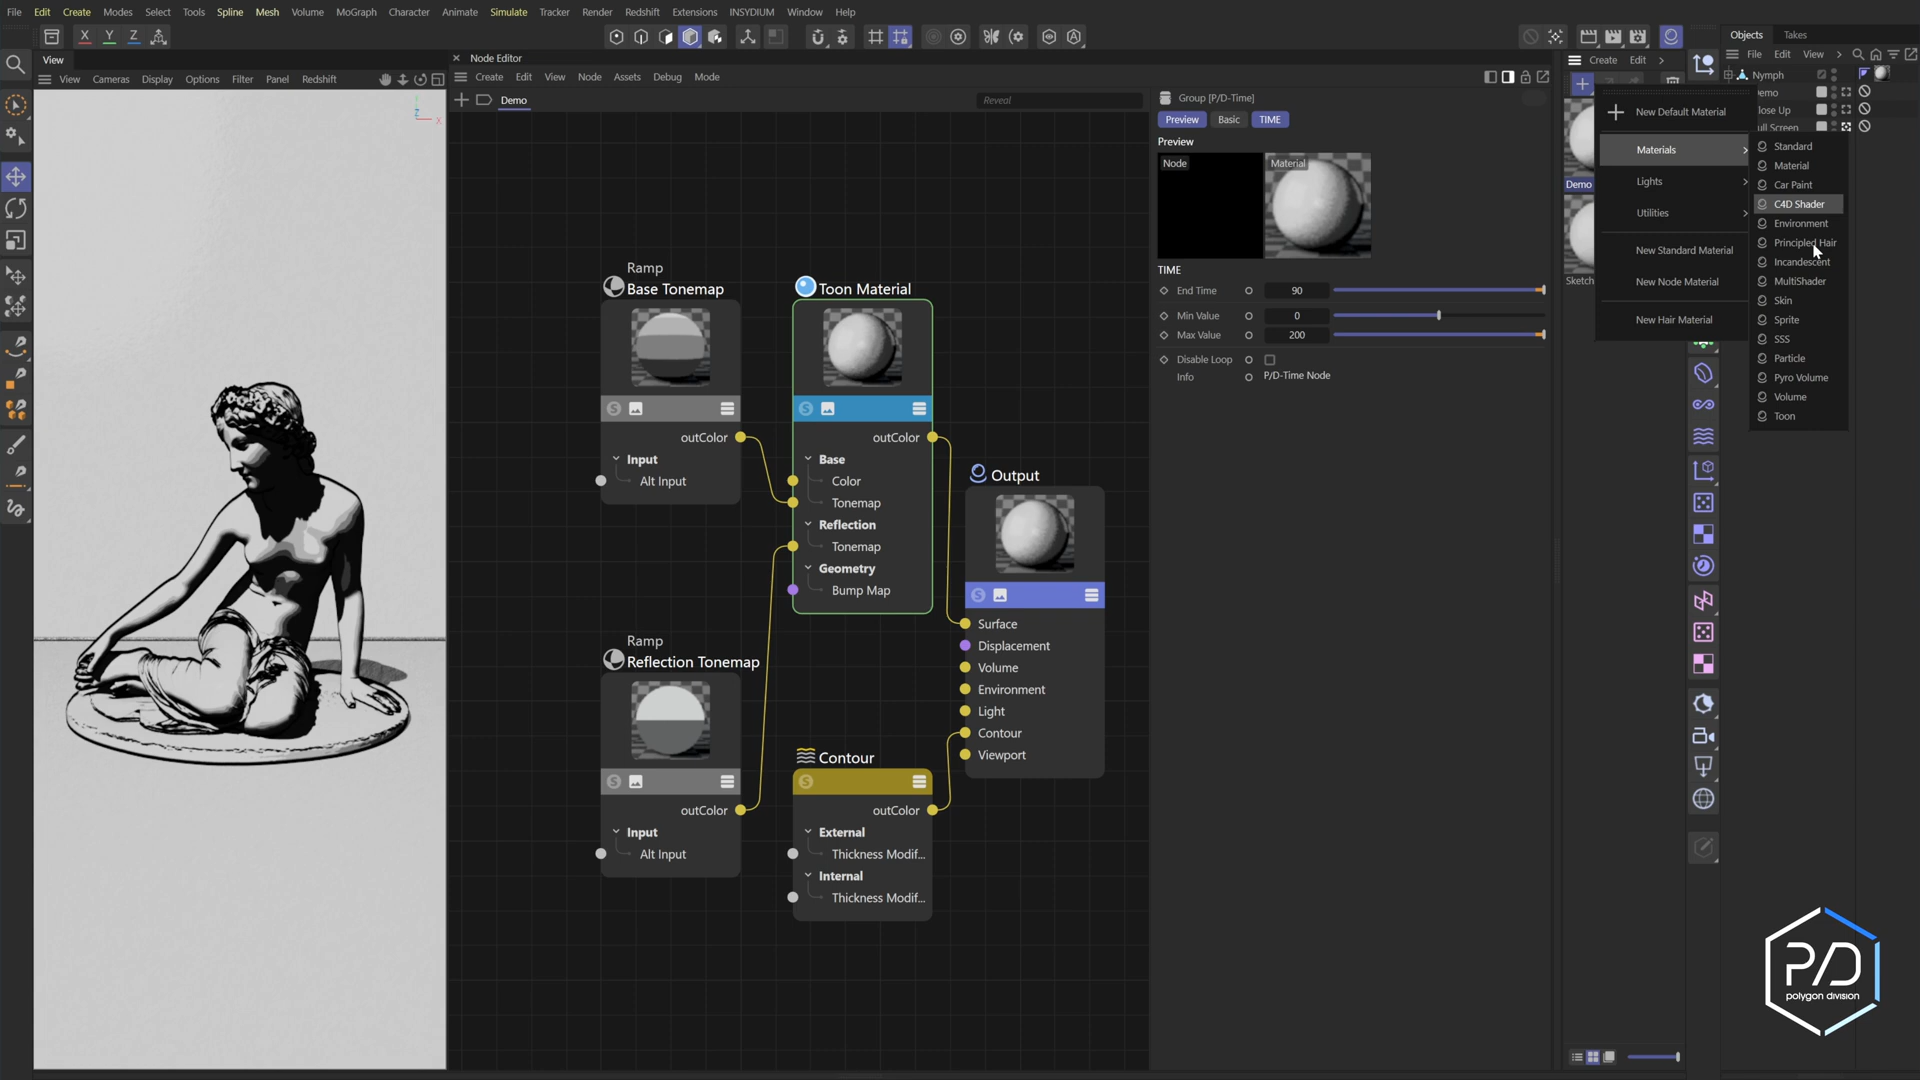 File Edit Create Modes Select Tools Spline Mesh Volume MoGraph Character Animate Simulate Tracker Render Redshift Extensions INSYDIUM Window Help
X Y Z
Objects Takes
View
Node Editor
Create Edit
File Edit View
View Cameras Display Options Filter Panel Redshift
Create Edit View Node Assets Debug Mode
Nymph
Demo
Reveal
Group [P/D-Time]
Preview Basic TIME
Preview
Node
Material
TIME
End Time 90
Min Value 0
Max Value 200
Disable Loop
Info P/D-Time Node
New Default Material
Materials
Lights
Utilities
New Standard Material
New Node Material
New Hair Material
Demo
Sketch
Standard
Material
Car Paint
C4D Shader
Environment
Principled Hair
Incandescent
MultiShader
Skin
Sprite
SSS
Particle
Pyro Volume
Volume
Toon
Z
X
Ramp
Base Tonemap
S
outColor
Input
Alt Input
Toon Material
S
outColor
Base
Color
Tonemap
Reflection
Tonemap
Geometry
Bump Map
Output
S
Surface
Displacement
Volume
Environment
Light
Contour
Viewport
Ramp
Reflection Tonemap
S
outColor
Input
Alt Input
Contour
S
outColor
External
Thickness Modif...
Internal
Thickness Modif...
P/D
polygon division